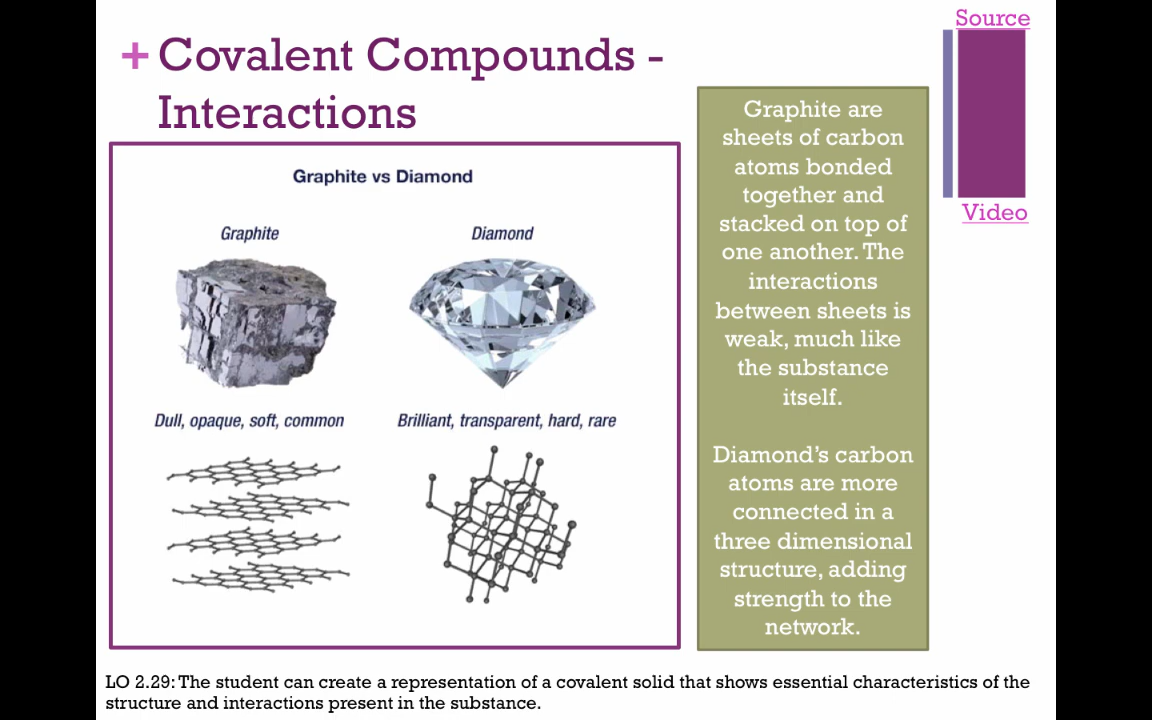 Source
+ Covalent Compounds -
Interactions
Graphite are
sheets of carbon
atoms bonded
together and
stacked on top of
one another. The
interactions
between sheets is
weak, much like
the substance
itself.
Diamond's carbon
atoms are more
connected in a
three dimensional
structure, adding
strength to the
network.
Video
Graphite vs Diamond
Graphite
Diamond
Dull, opaque, soft, common
Brilliant, transparent, hard, rare
LO 2.29: The student can create a representation of a covalent solid that shows essential characteristics of the
structure and interactions present in the substance.